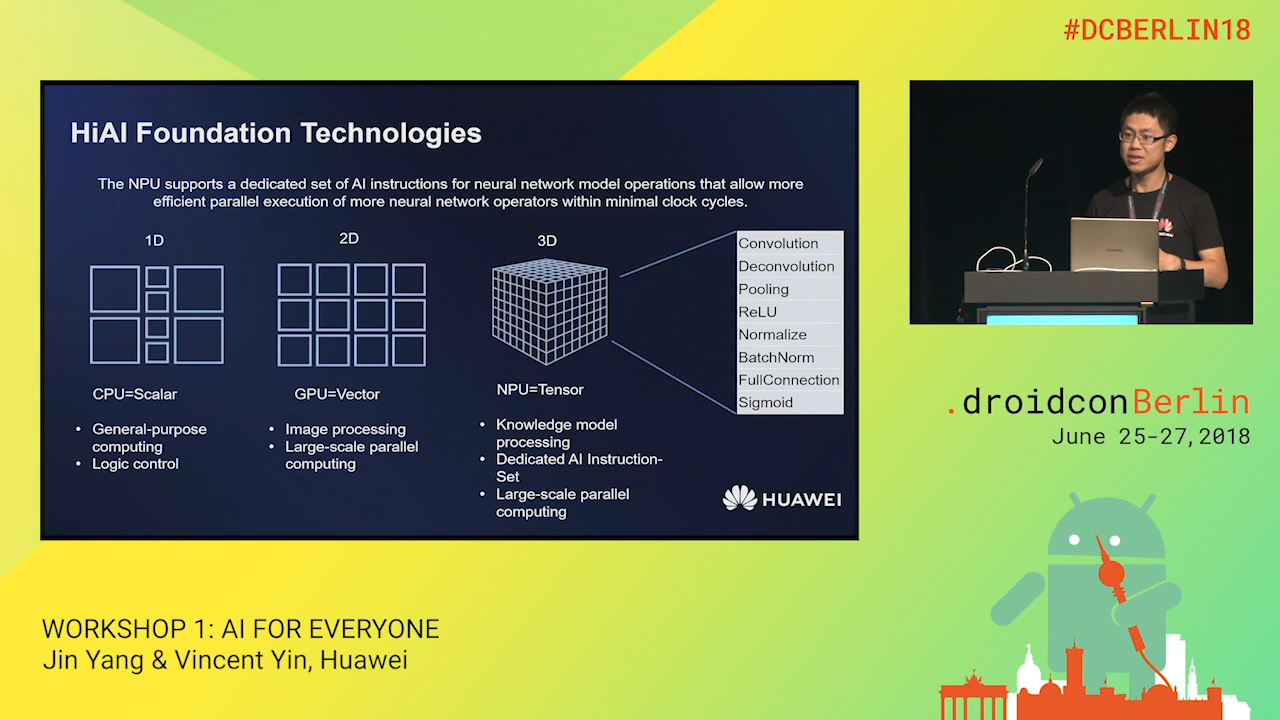 #DCBERLIN18
HiAI Foundation Technologies
The NPU supports a dedicated set of AI instructions for neural network model operations that allow more
efficient parallel execution of more neural network operators within minimal clock cycles.
1D
2D
3D
CPU=Scalar
GPU=Vector
NPU=Tensor
• General-purpose
computing
• Logic control
• Image processing
• Large-scale parallel
computing
• Knowledge model
processing
• Dedicated AI Instruction-
Set
• Large-scale parallel
computing
Convolution
Deconvolution
Pooling
ReLU
Normalize
BatchNorm
FullConnection
Sigmoid
HUAWEI
.droidconBerlin
June 25-27, 2018
WORKSHOP 1: AI FOR EVERYONE
Jin Yang & Vincent Yin, Huawei